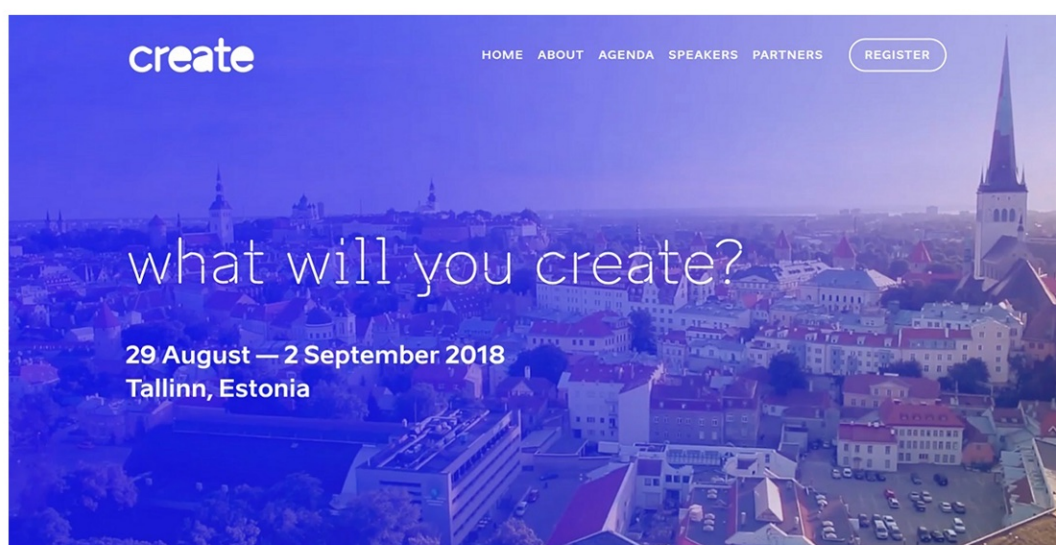 create
HOME ABOUT AGENDA SPEAKERS PARTNERS REGISTER
what will you create?
29 August — 2 September 2018
Tallinn, Estonia